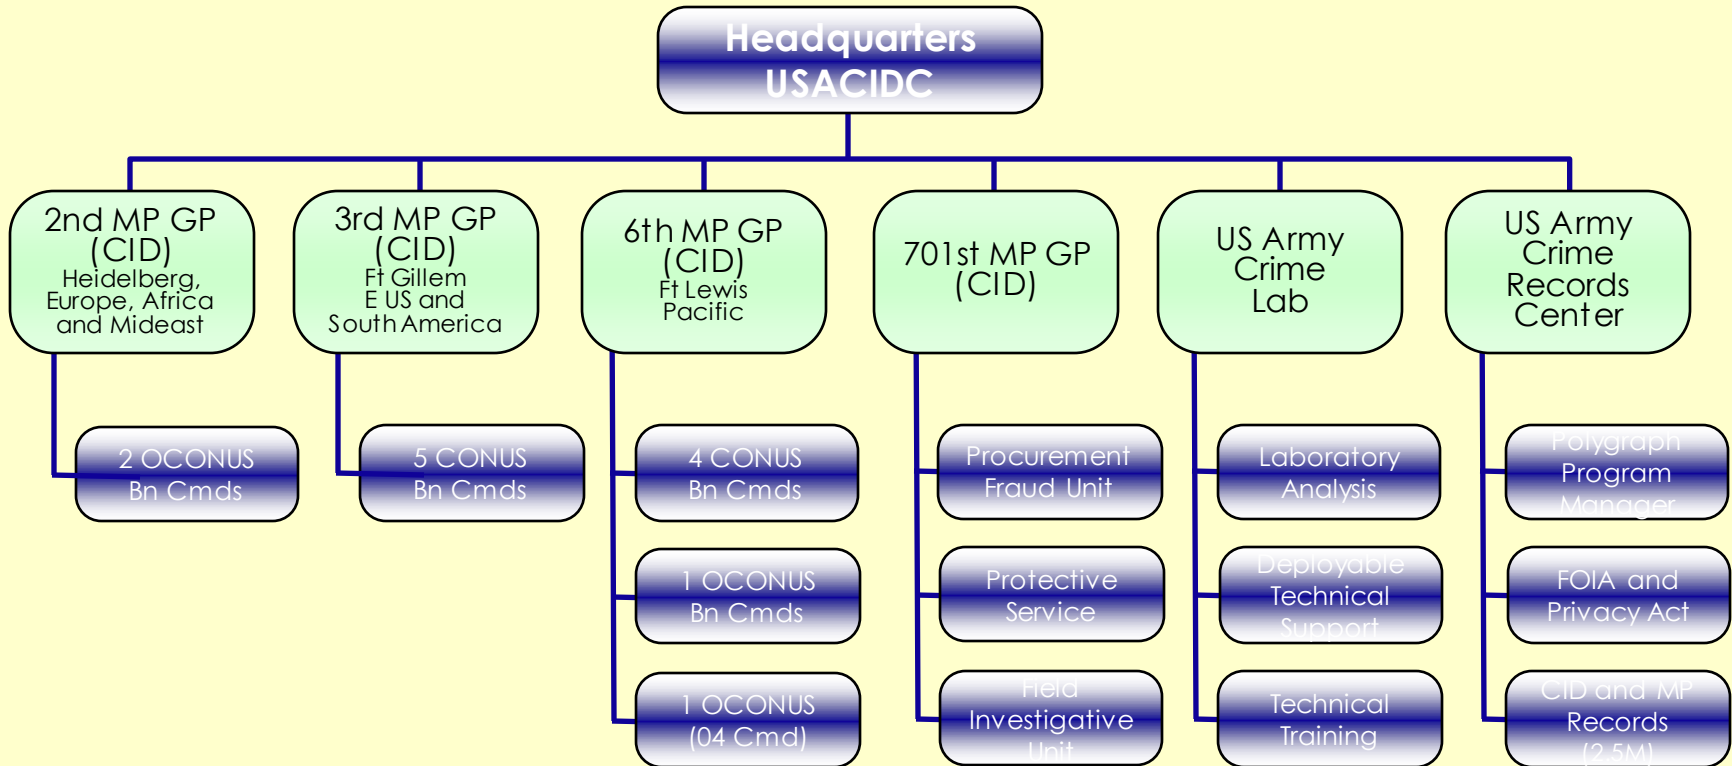 Headquarters
USACIDC
2nd MP GP
(CID)
Heidelberg,
Europe, Africa
and Mideast
3rd MP GP
(CID)
Ft Gillem
E US and
South America
6th MP GP
(CID)
Ft Lewis
Pacific
701st MP GP
(CID)
US Army
Crime
Lab
US Army
Crime
Records
Center
2 OCONUS
Bn Cmds
5 CONUS
Bn Cmds
4 CONUS
Bn Cmds
1 OCONUS
Bn Cmds
1 OCONUS
(04 Cmd)
Procurement
Fraud Unit
Protective
Service
Field
Investigative
Unit
Laboratory
Analysis
Deployable
Technical
Support
Technical
Training
Polygraph
Program
Manager
FOIA and
Privacy Act
CID and MP
Records
(2.5M)